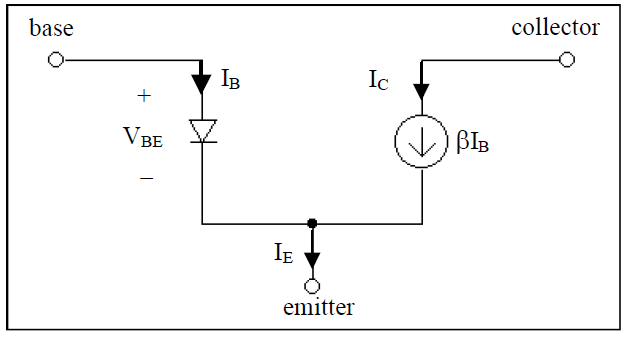 base
collector
I_B
I_C
+
V_BE
−
βI_B
I_E
emitter